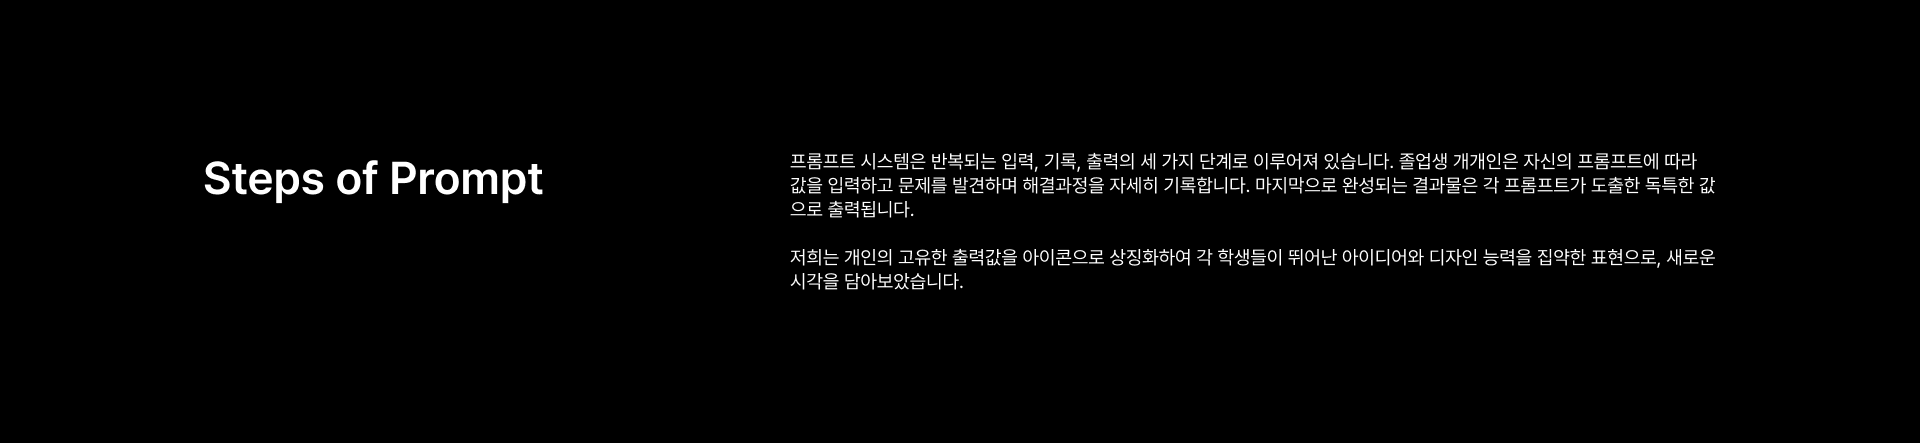 Steps of Prompt
프롬프트 시스템은 반복되는 입력, 기록, 출력의 세 가지 단계로 이루어져 있습니다. 졸업생 개개인은 자신의 프롬프트에 따라
값을 입력하고 문제를 발견하며 해결과정을 자세히 기록합니다. 마지막으로 완성되는 결과물은 각 프롬프트가 도출한 독특한 값
으로 출력됩니다.
저희는 개인의 고유한 출력값을 아이콘으로 상징화하여 각 학생들이 뛰어난 아이디어와 디자인 능력을 집약한 표현으로, 새로운
시각을 담아보았습니다.